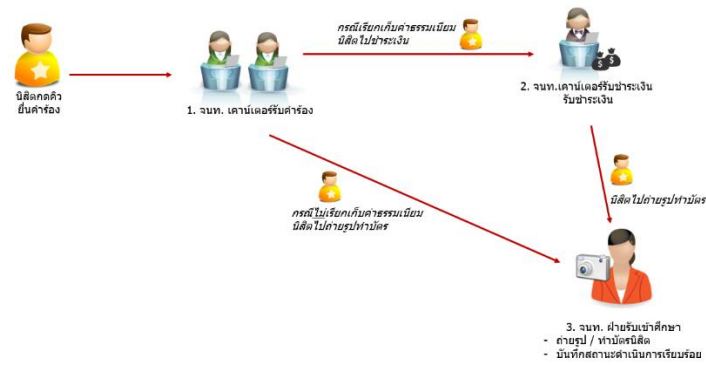 กรณีเรียกเก็บค่าธรรมเนียม
นิสิตไปชำระเงิน
นิสิตกดคิว
ยื่นคำร้อง
1. จนท. เคาน์เตอร์รับคำร้อง
2. จนท.เคาน์เตอร์รับชำระเงิน
รับชำระเงิน
กรณีไม่เรียกเก็บค่าธรรมเนียม
นิสิตไปถ่ายรูปทำบัตร
นิสิตไปถ่ายรูปทำบัตร
3. จนท. ฝ่ายรับเข้าศึกษา
- ถ่ายรูป / ทำบัตรนิสิต
- บันทึกสถานะดำเนินการเรียบร้อย